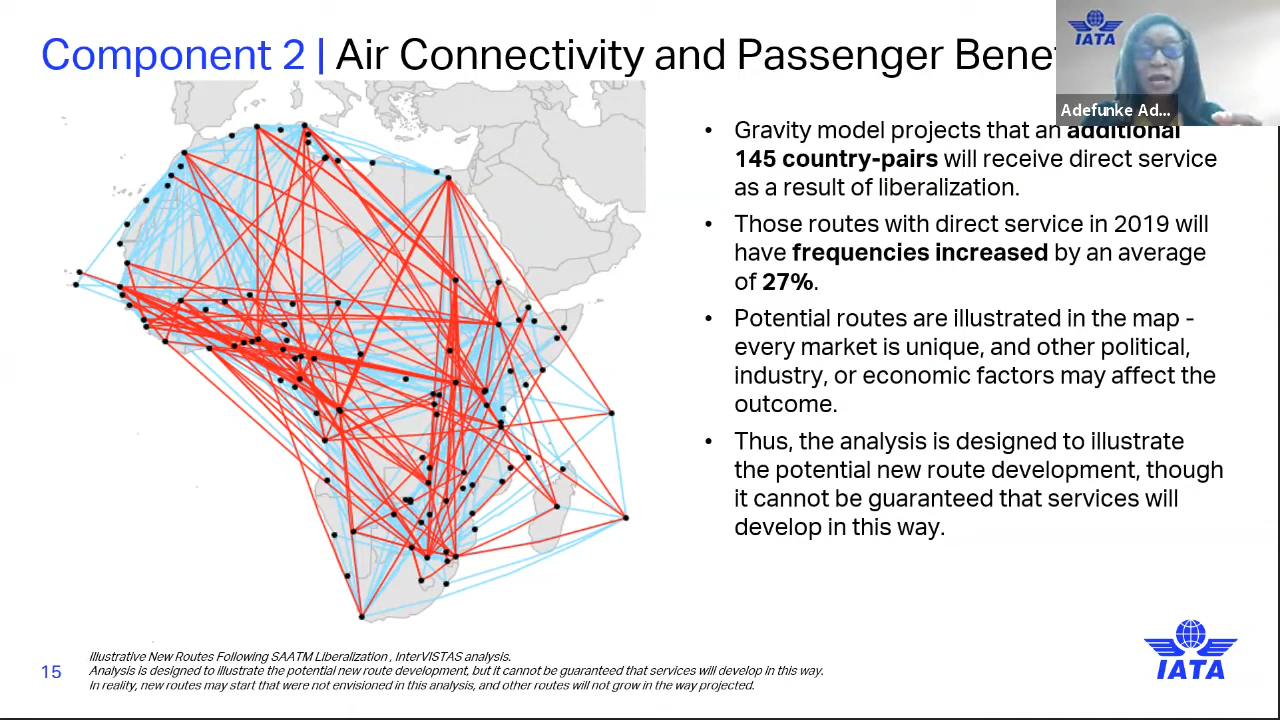 Component 2 | Air Connectivity and Passenger Bene
IATA
Adefunke Ad...
• Gravity model projects that an additional
145 country-pairs will receive direct service
as a result of liberalization.
• Those routes with direct service in 2019 will
have frequencies increased by an average
of 27%.
• Potential routes are illustrated in the map -
every market is unique, and other political,
industry, or economic factors may affect the
outcome.
• Thus, the analysis is designed to illustrate
the potential new route development, though
it cannot be guaranteed that services will
develop in this way.
Illustrative New Routes Following SAATM Liberalization , InterVISTAS analysis.
15
Analysis is designed to illustrate the potential new route development, but it cannot be guaranteed that services will develop in this way.
In reality, new routes may start that were not envisioned in this analysis, and other routes will not grow in the way projected.
IATA